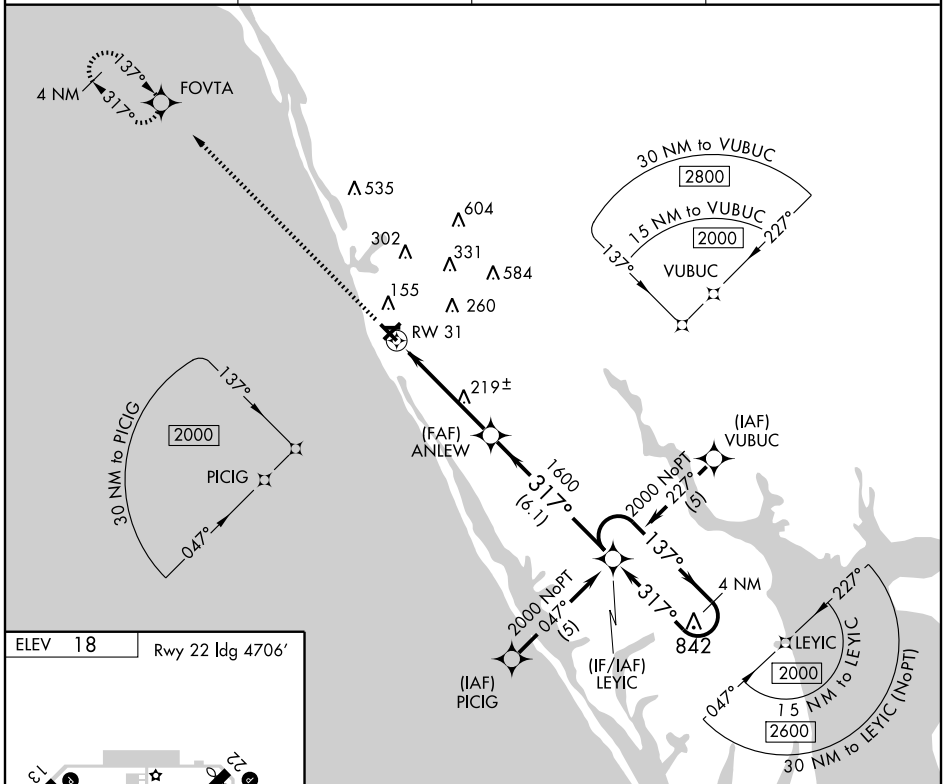 137°
FOVTA
4 NM
317°
535
604
302
331
584
155
260
RW 31
219±
(FAF)
ANLEW
1600
317°
(6.1)
30 NM to VUBUC
2800
15 NM to VUBUC
2000
227°
137°
VUBUC
137°
2000
30 NM to PICIG
PICIG
047°
(IAF)
VUBUC
2000 NoPT
227°
(5)
137°
4 NM
317°
842
2000 NoPT
047°
(5)
(IAF)
PICIG
(IF/IAF)
LEYIC
227°
LEYIC
2000
047°
15 NM to LEYIC
2600
30 NM to LEYIC (NoPT)
ELEV 18
Rwy 22 ldg 4706'
13
P
22
P